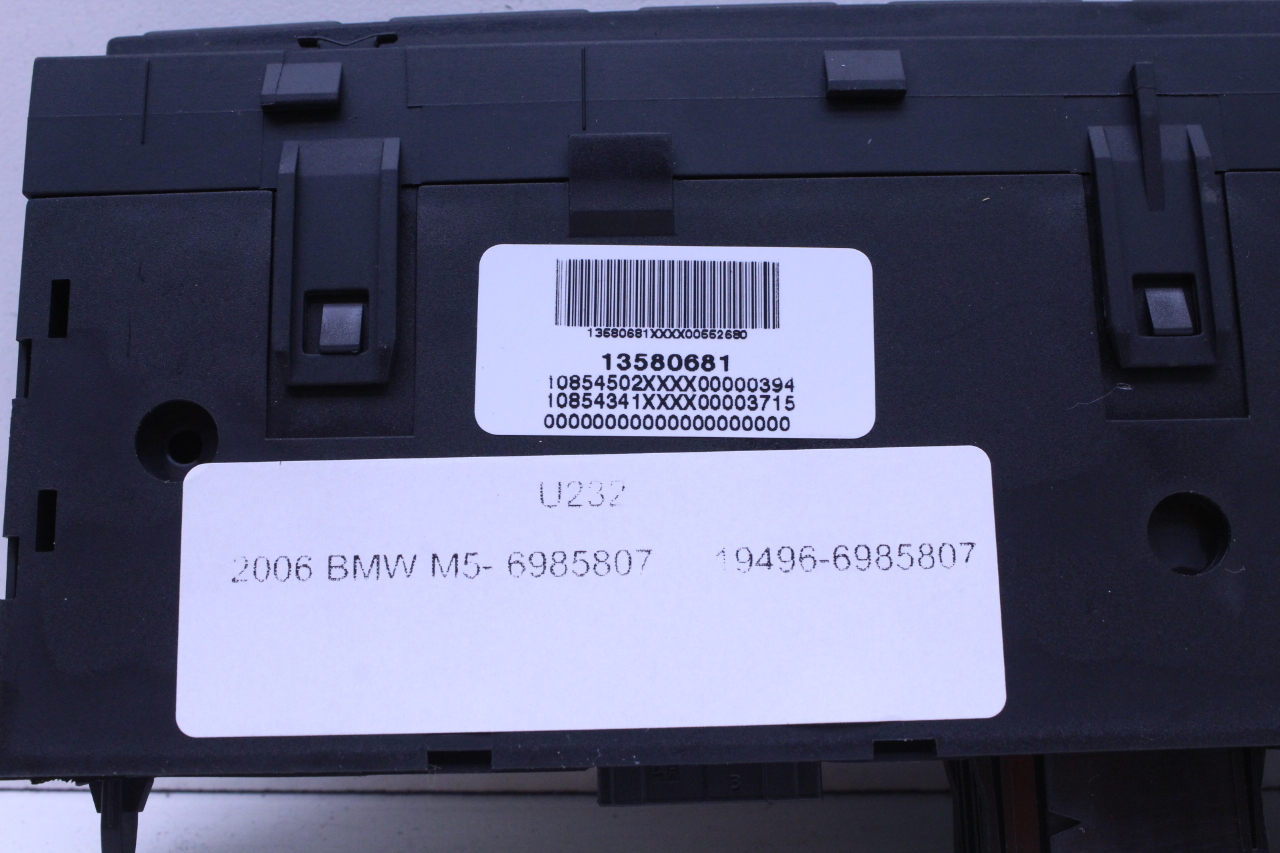 13580681XXXX00552680
13580681
10854502XXXX00000394
10854341XXXX00003715
00000000000000000000
U232
2006 BMW M5- 6985807 19496-6985807